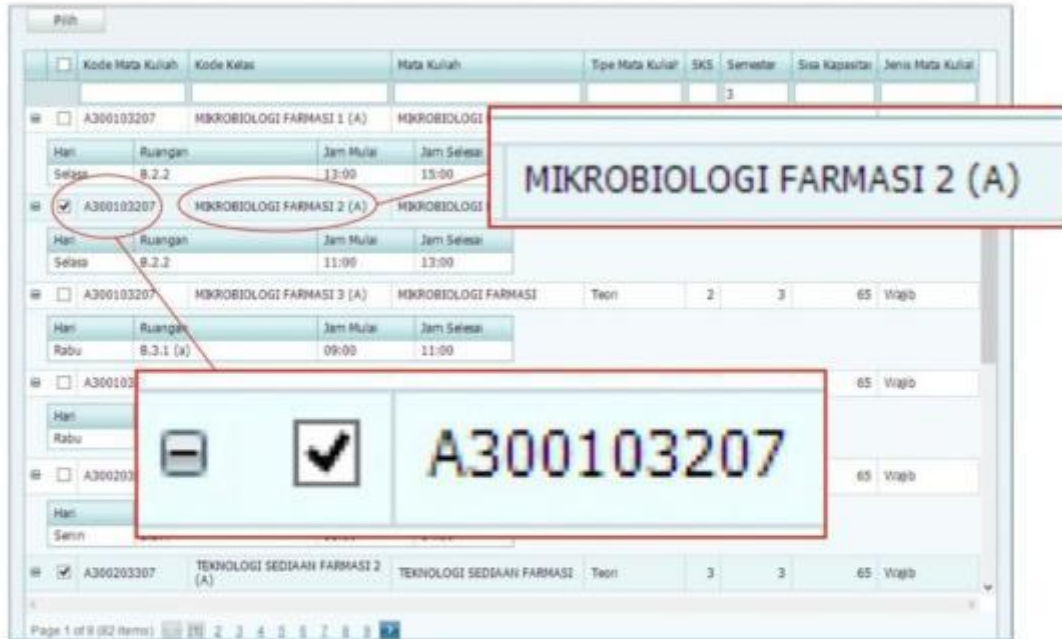 Pilih
Kode Mata Kuliah Kode Kelas Mata Kuliah Tipe Mata Kuliah SKS Semester Sisa Kapasitas Jenis Mata Kuliah
3
A300103207 MIKROBIOLOGI FARMASI 1 (A) MIKROBIOLOGI
Hari Ruangan Jam Mulai Jam Selesai
Selasa B.2.2 13:00 15:00
MIKROBIOLOGI FARMASI 2 (A)
A300103207 MIKROBIOLOGI FARMASI 2 (A) MIKROBIOLOGI
Hari Ruangan Jam Mulai Jam Selesai
Selasa B.2.2 11:00 13:00
A300103207 MIKROBIOLOGI FARMASI 3 (A) MIKROBIOLOGI FARMASI Teori 2 3 65 Wajib
Hari Ruangan Jam Mulai Jam Selesai
Rabu B.3.1 (a) 09:00 11:00
A300103 65 Wajib
Hari
Rabu
A300103207
A300203 65 Wajib
Hari
Senin
A300203307 TEKNOLOGI SEDIAAN FARMASI 2 (A) TEKNOLOGI SEDIAAN FARMASI Teori 3 3 65 Wajib
Page 1 of 9 (82 items) [1] 2 3 4 5 6 7 8 9